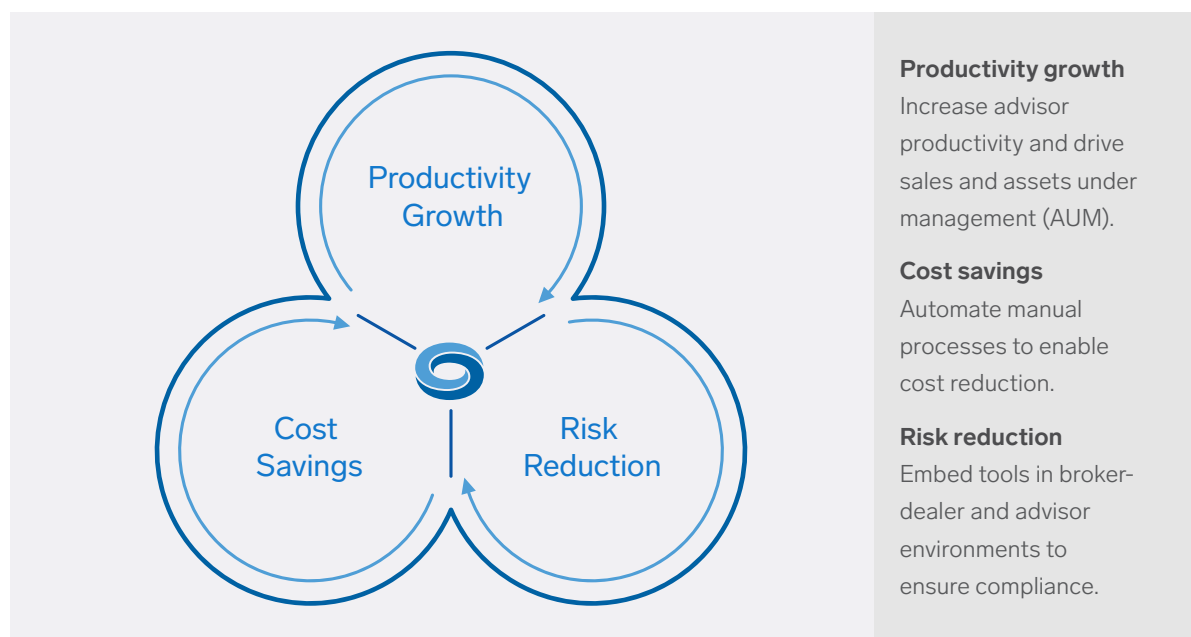 Productivity
Growth
Cost
Savings
Risk
Reduction
Productivity growth
Increase advisor
productivity and drive
sales and assets under
management (AUM).
Cost savings
Automate manual
processes to enable
cost reduction.
Risk reduction
Embed tools in broker-
dealer and advisor
environments to
ensure compliance.